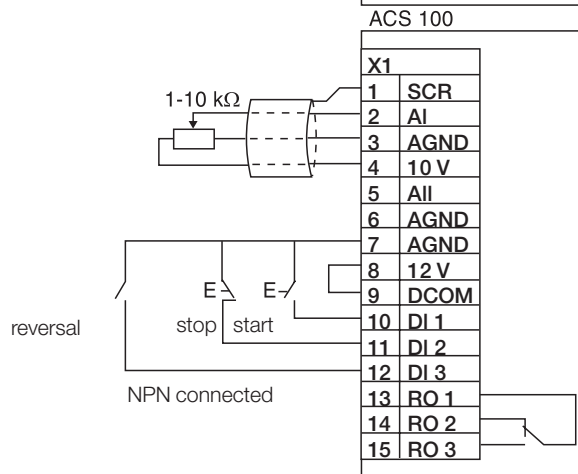 ACS 100
X1
1 SCR
1-10 kΩ
2 AI
3 AGND
4 10 V
5 AII
6 AGND
7 AGND
8 12 V
9 DCOM
E E
10 DI 1
reversal stop start
11 DI 2
12 DI 3
NPN connected
13 RO 1
14 RO 2
15 RO 3